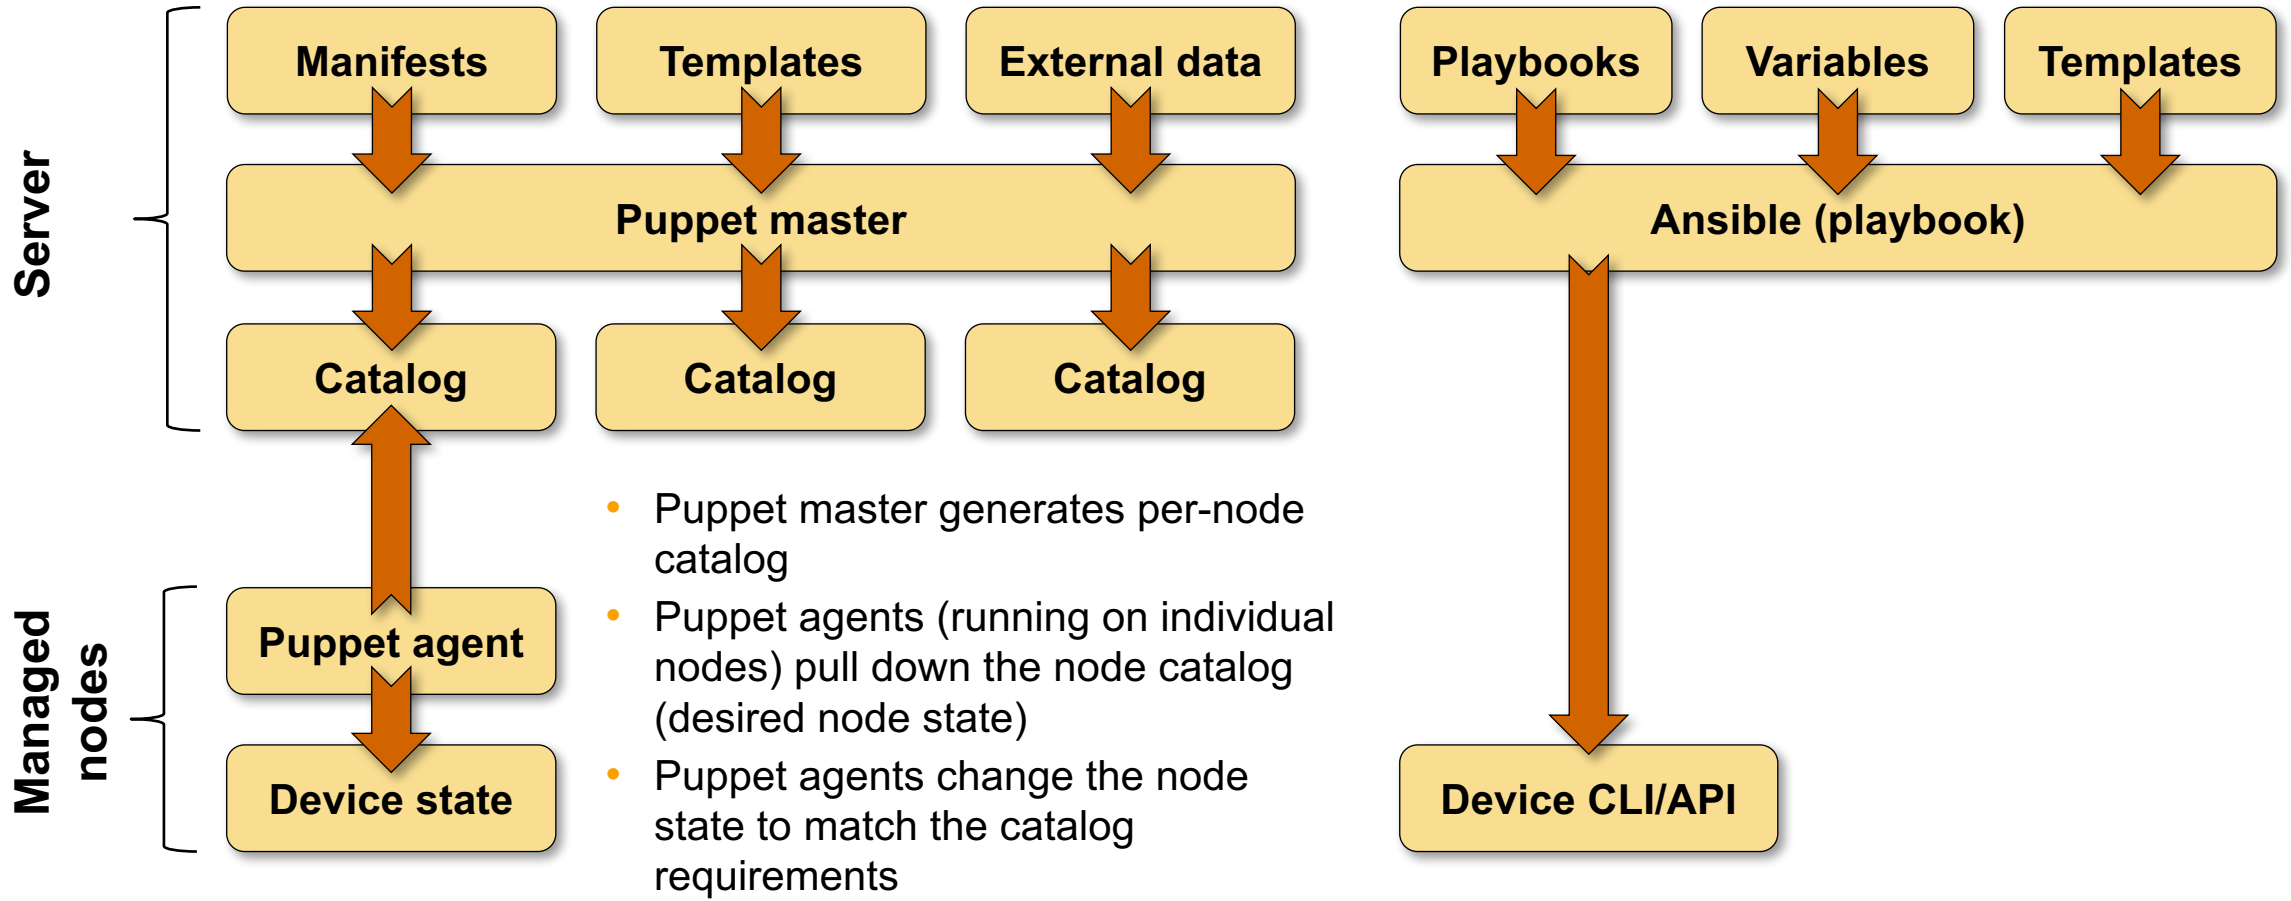 Manifests
Templates
External data
Playbooks
Variables
Templates
Server
Puppet master
Ansible (playbook)
Catalog
Catalog
Catalog
• Puppet master generates per-node
catalog
• Puppet agents (running on individual
nodes) pull down the node catalog
(desired node state)
• Puppet agents change the node
state to match the catalog
requirements
Managed
nodes
Puppet agent
Device state
Device CLI/API